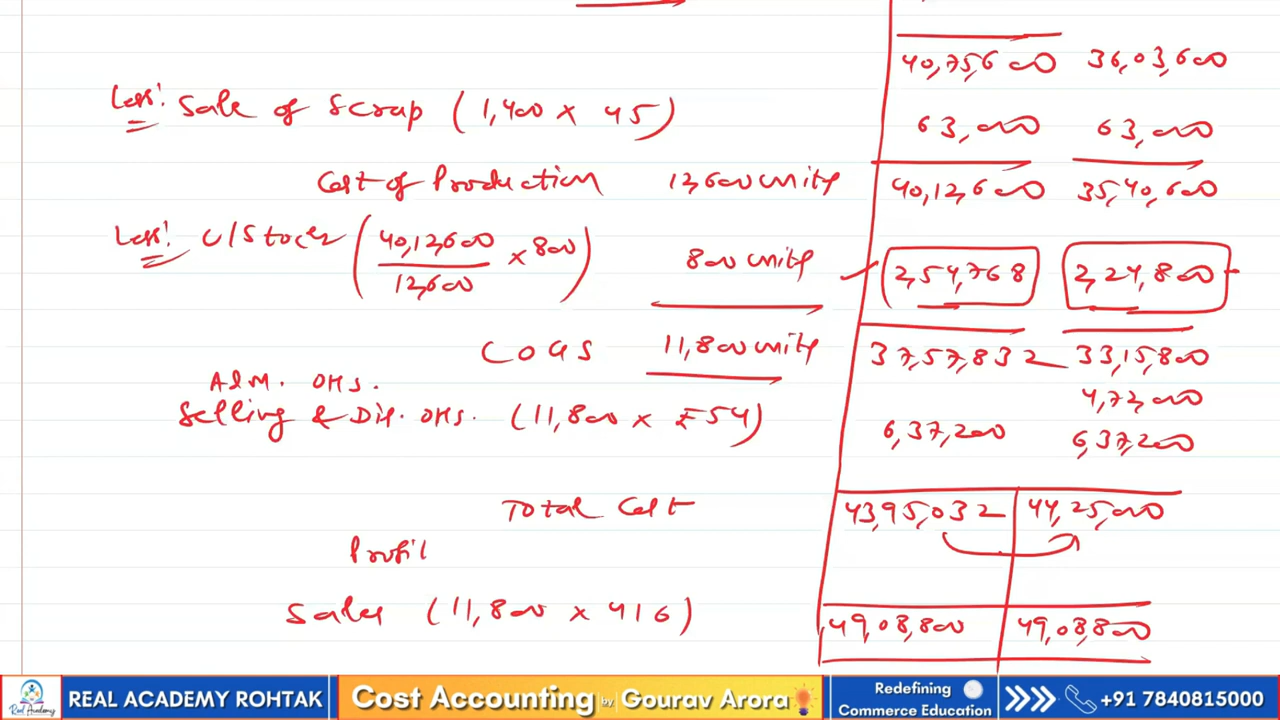 40,75,600 36,03,600
Less: Sale of Scrap (1,400 x 45) 63,000 63,000
Cost of Production 12,600 units 40,12,600 35,40,600
Less: C/Stock (40,12,600 / 12,600 x 800) 800 units 2,54,768 2,24,800
COGS 11,800 units 37,57,832 33,15,800
Adm. OHs. 4,72,000
Selling & Dis. OHs. (11,800 x ₹54) 6,37,200 6,37,200
Total Cost 43,95,032 44,25,000
Profit
Sales (11,800 x 416) 49,08,800 49,08,800
Real Academy
REAL ACADEMY ROHTAK
Cost Accounting by Gourav Arora
Redefining
Commerce Education
+91 7840815000